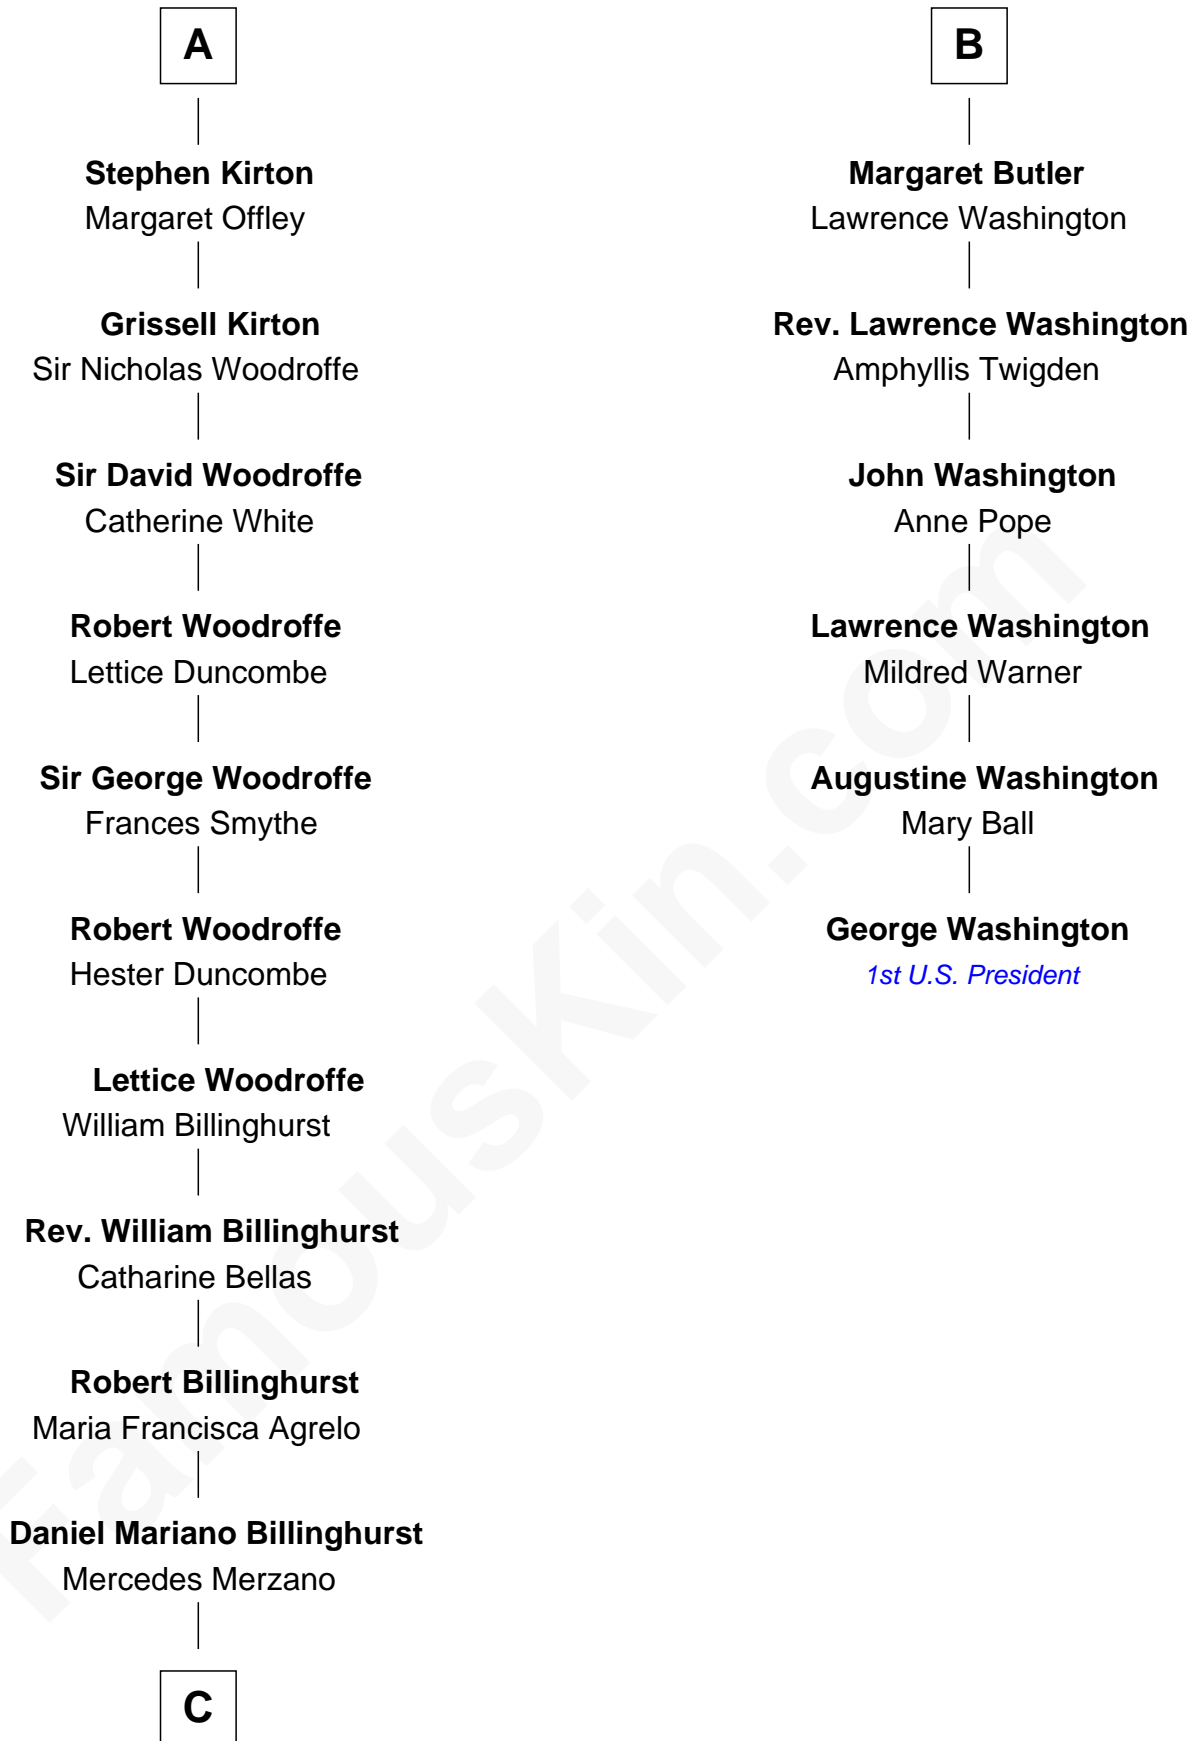 A
Stephen Kirton
Margaret Offley
Grissell Kirton
Sir Nicholas Woodroffe
Sir David Woodroffe
Catherine White
Robert Woodroffe
Lettice Duncombe
Sir George Woodroffe
Frances Smythe
Robert Woodroffe
Hester Duncombe
Lettice Woodroffe
William Billinghurst
Rev. William Billinghurst
Catharine Bellas
Robert Billinghurst
Maria Francisca Agrelo
Daniel Mariano Billinghurst
Mercedes Merzano
C
B
Margaret Butler
Lawrence Washington
Rev. Lawrence Washington
Amphyllis Twigden
John Washington
Anne Pope
Lawrence Washington
Mildred Warner
Augustine Washington
Mary Ball
George Washington
1st U.S. President
FamousKin.com